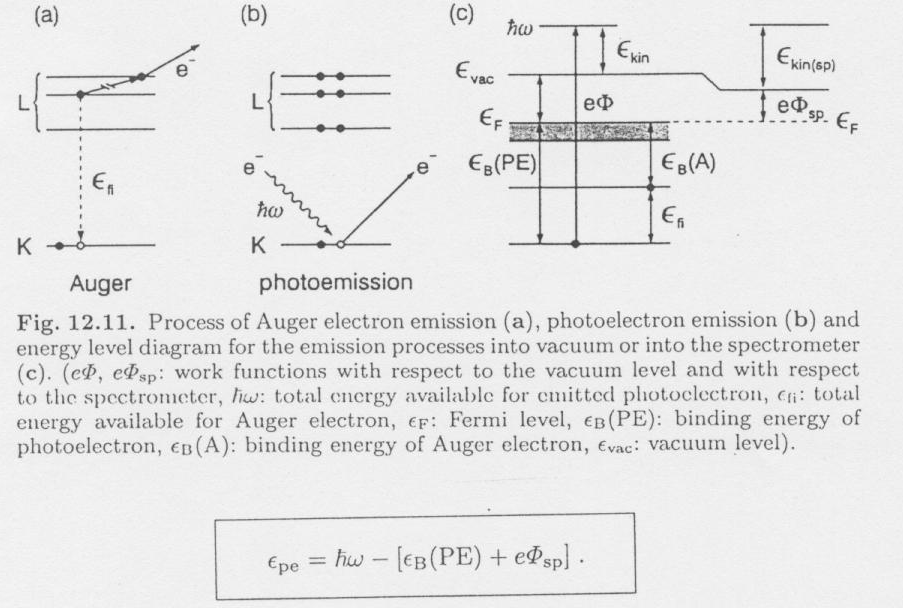 (a)
(b)
(c)
L
e⁻
ϵfi
K
Auger
L
e⁻
e⁻
ħω
K
photoemission
ħω
ϵkin
ϵkin(sp)
ϵvac
eΦ
eΦsp
ϵF
ϵF
ϵB(PE)
ϵB(A)
ϵfi
Fig. 12.11. Process of Auger electron emission (a), photoelectron emission (b) and
energy level diagram for the emission processes into vacuum or into the spectrometer
(c). (eΦ, eΦsp: work functions with respect to the vacuum level and with respect
to the spectrometer, ħω: total energy available for emitted photoelectron, ϵfi: total
energy available for Auger electron, ϵF: Fermi level, ϵB(PE): binding energy of
photoelectron, ϵB(A): binding energy of Auger electron, ϵvac: vacuum level).
ϵpe = ħω − [ϵB(PE) + eΦsp] .